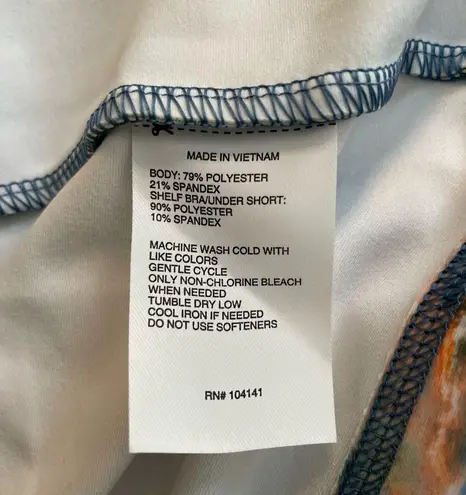 MADE IN VIETNAM
BODY: 79% POLYESTER
21% SPANDEX
SHELF BRA/UNDER SHORT:
90% POLYESTER
10% SPANDEX
MACHINE WASH COLD WITH
LIKE COLORS
GENTLE CYCLE
ONLY NON-CHLORINE BLEACH
WHEN NEEDED
TUMBLE DRY LOW
COOL IRON IF NEEDED
DO NOT USE SOFTENERS
RN# 104141